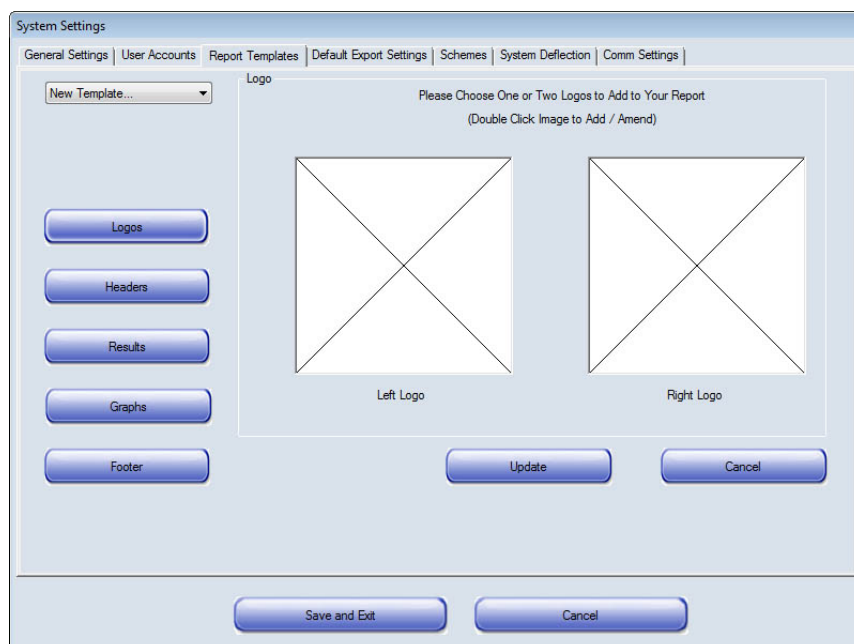 System Settings
General Settings
User Accounts
Report Templates
Default Export Settings
Schemes
System Deflection
Comm Settings
New Template...
Logo
Please Choose One or Two Logos to Add to Your Report
(Double Click Image to Add / Amend)
Logos
Headers
Results
Graphs
Footer
Left Logo
Right Logo
Update
Cancel
Save and Exit
Cancel